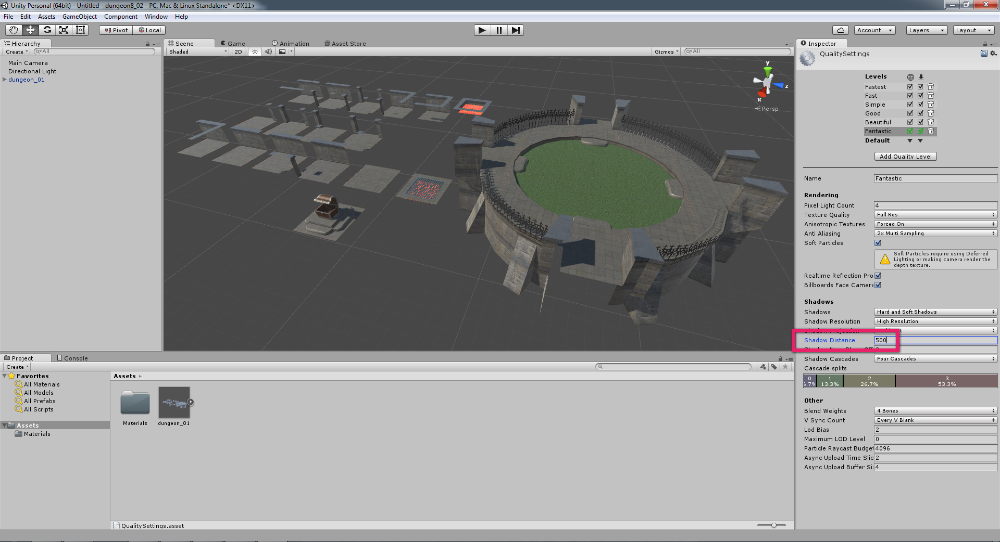 Unity Personal (64bit) - Untitled - dungeon8_02 - PC, Mac & Linux Standalone* <DX11>
File Edit Assets GameObject Component Window Help
Pivot Local Account Layers Layout
Hierarchy
Create All
Main Camera
Directional Light
dungeon_01
Scene Game Animation Asset Store
Shaded 2D Gizmos All
y
z
x
Persp
Project Console
Create
Favorites
All Materials
All Models
All Prefabs
All Scripts
Assets
Materials
Assets
Materials
dungeon_01
QualitySettings.asset
Inspector
QualitySettings
Levels
Fastest
Fast
Simple
Good
Beautiful
Fantastic
Default
Add Quality Level
Name Fantastic
Rendering
Pixel Light Count 4
Texture Quality Full Res
Anisotropic Textures Forced On
Anti Aliasing 2x Multi Sampling
Soft Particles
Soft Particles require using Deferred
Lighting or making camera render the
depth texture.
Realtime Reflection Pro
Billboards Face Camera
Shadows
Shadows Hard and Soft Shadows
Shadow Resolution High Resolution
Shadow Distance 500
Shadow Cascades Four Cascades
Cascade splits
0 1 2 3
13.3% 26.7% 53.3%
Other
Blend Weights 4 Bones
V Sync Count Every V Blank
Lod Bias 2
Maximum LOD Level 0
Particle Raycast Budget 4096
Async Upload Time Slic 2
Async Upload Buffer Si: 4